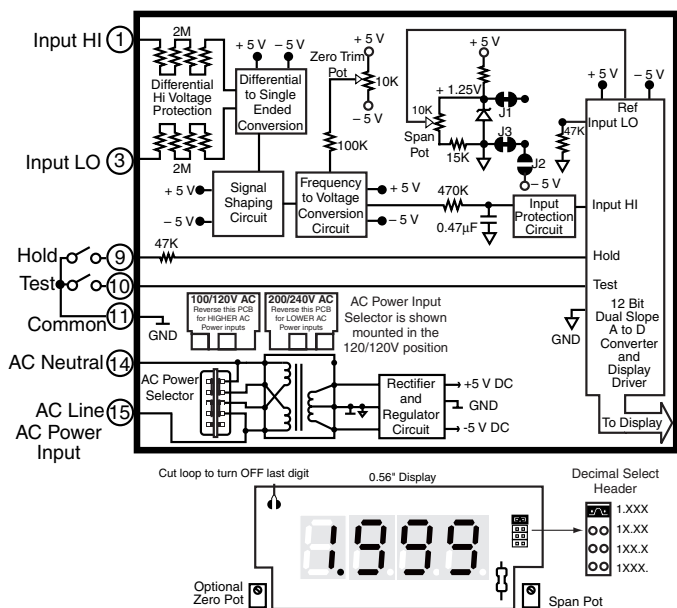 Input HI 1
2M
Differential
Hi Voltage
Protection
2M
Input LO 3
+ 5 V
– 5 V
Differential
to Single
Ended
Conversion
Zero Trim
Pot
+ 5 V
10K
– 5 V
100K
+ 5 V
+ 1.25V
10K
Span
Pot
15K
J1
J3
J2
– 5 V
+ 5 V
– 5 V
Ref
Input LO
47K
+ 5 V
– 5 V
Signal
Shaping
Circuit
Frequency
to Voltage
Conversion
Circuit
+ 5 V
– 5 V
470K
0.47µF
Input
Protection
Circuit
Input HI
Hold 9
47K
Hold
Test 10
Test
Common 11
GND
100/120V AC
Reverse this PCB
for HIGHER AC
Power inputs
200/240V AC
Reverse this PCB
for LOWER AC
Power inputs
AC Power Input
Selector is shown
mounted in the
120/120V position
GND
12 Bit
Dual Slope
A to D
Converter
and
Display
Driver
To Display
AC Neutral 14
AC Power
Selector
AC Line 15
AC Power
Input
Rectifier
and
Regulator
Circuit
+5 V DC
GND
-5 V DC
Cut loop to turn OFF last digit
0.56" Display
Decimal Select
Header
1.XXX
1X.XX
1XX.X
1XXX.
1.999
Optional
Zero Pot
Span Pot